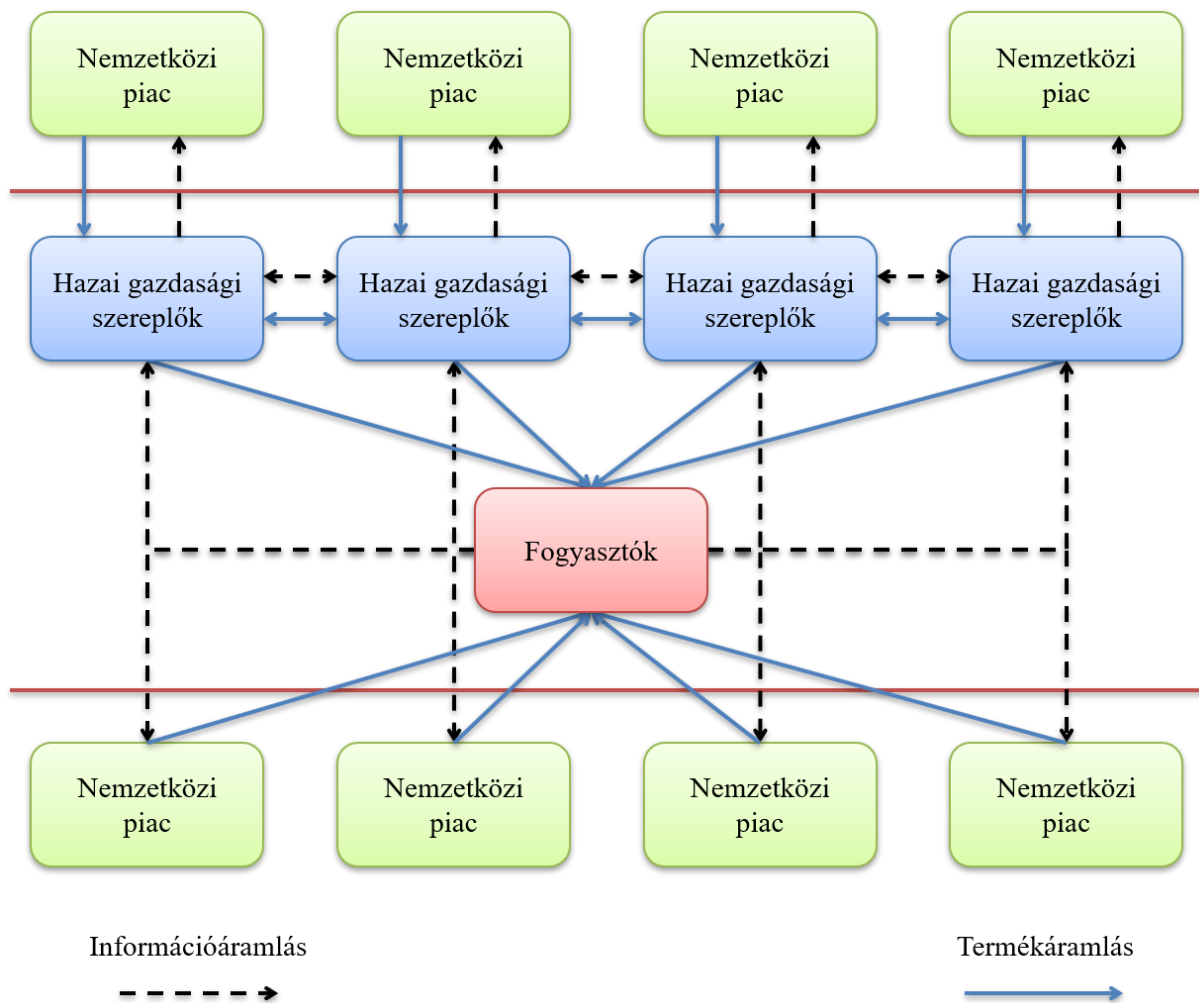 Nemzetközi
piac
Nemzetközi
piac
Nemzetközi
piac
Nemzetközi
piac
Hazai gazdasági
szereplők
Hazai gazdasági
szereplők
Hazai gazdasági
szereplők
Hazai gazdasági
szereplők
Fogyasztók
Nemzetközi
piac
Nemzetközi
piac
Nemzetközi
piac
Nemzetközi
piac
Információáramlás
Termékáramlás